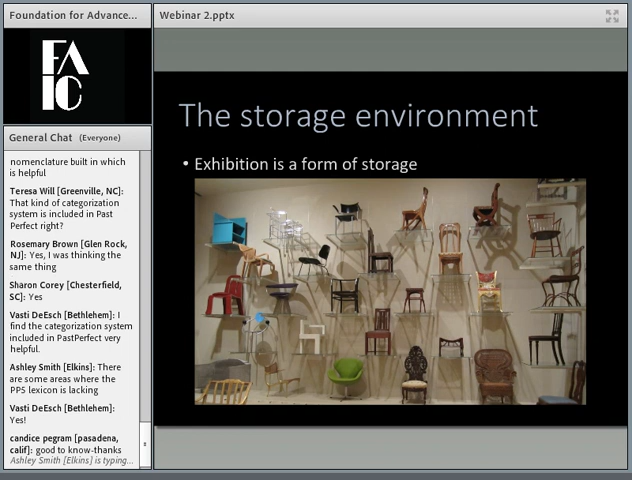 Foundation for Advance...
FA
IC
General Chat (Everyone)
nomenclature built in which
is helpful
Teresa Will [Greenville, NC]:
That kind of categorization
system is included in Past
Perfect right?
Rosemary Brown [Glen Rock,
NJ]: Yes, I was thinking the
same thing
Sharon Corey [Chesterfield,
SC]: Yes
Vasti DeEsch [Bethlehem]: I
find the categorization system
included in PastPerfect very
helpful.
Ashley Smith [Elkins]: There
are some areas where the
PP5 lexicon is lacking
Vasti DeEsch [Bethlehem]:
Yes!
candice pegram [pasadena,
calif]: good to know-thanks
Ashley Smith [Elkins] is typing...
Webinar 2.pptx
The storage environment
• Exhibition is a form of storage